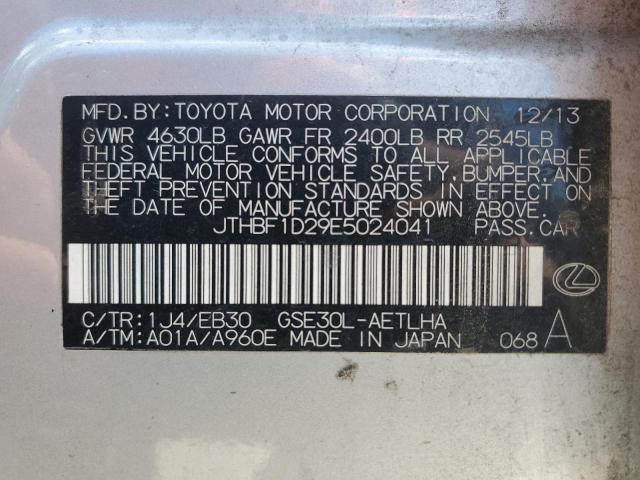 MFD. BY: TOYOTA MOTOR CORPORATION 12/13
GVWR 4630LB GAWR FR 2400LB RR 2545LB
THIS VEHICLE CONFORMS TO ALL APPLICABLE
FEDERAL MOTOR VEHICLE SAFETY, BUMPER, AND
THEFT PREVENTION STANDARDS IN EFFECT ON
THE DATE OF MANUFACTURE SHOWN ABOVE.
JTHBF1D29E5024041 PASS. CAR
C/TR: 1J4/EB30 GSE30L-AETLHA
A/TM: A01A/A960E MADE IN JAPAN 068 A